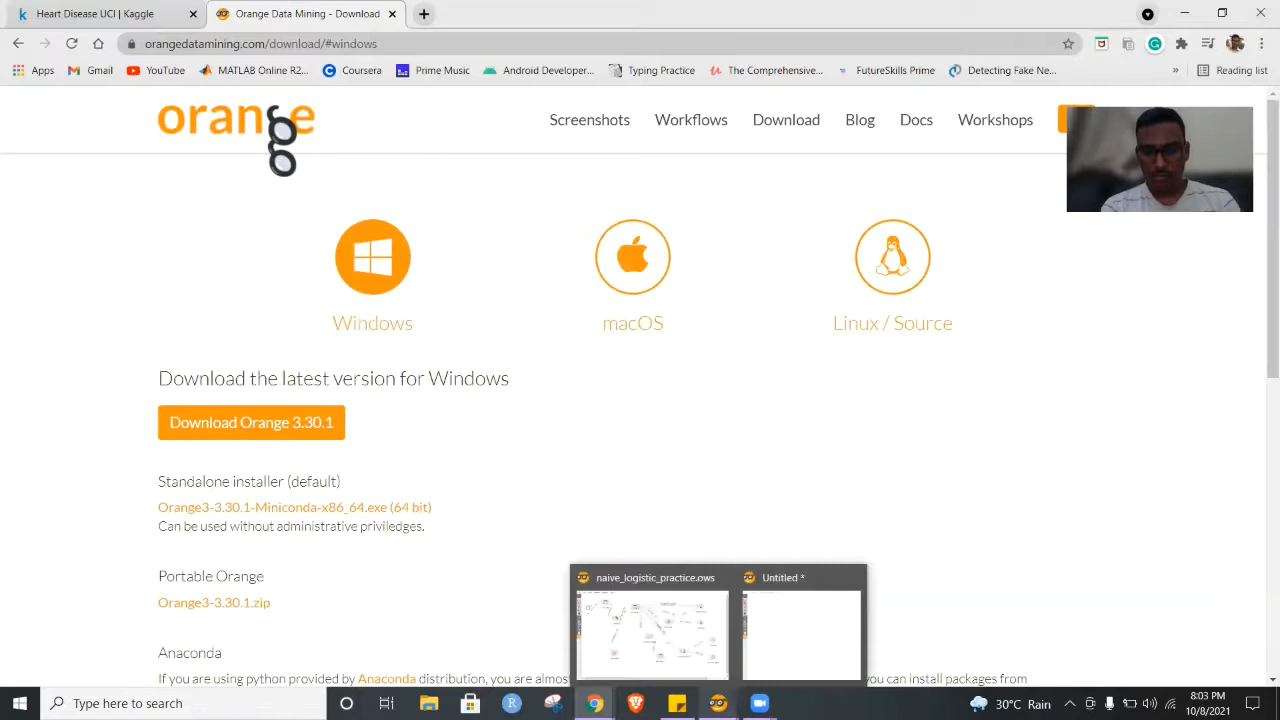 Heart Disease UCI | Kaggle
Orange Data Mining - Download
orangedatamining.com/download/#windows
Apps
Gmail
YouTube
MATLAB Online R2...
Coursera
Prime Music
Android Developer...
Typing Practice
The Comprehensive...
FutureSkills Prime
Detecting Fake Ne...
»
Reading list
orange
Screenshots
Workflows
Download
Blog
Docs
Workshops
Windows
macOS
Linux / Source
Download the latest version for Windows
Download Orange 3.30.1
Standalone installer (default)
Orange3-3.30.1-Miniconda-x86_64.exe (64 bit)
Can be used without administrative priviledges.
Portable Orange
Orange3-3.30.1.zip
naive_logistic_practice.ows
Untitled *
Anaconda
If you are using python provided by Anaconda distribution, you are almos
you can install packages from
Type here to search
30°C Rain
8:03 PM
10/8/2021